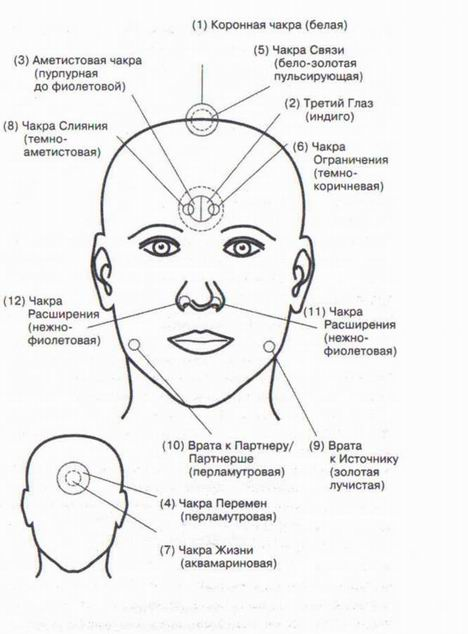 (1) Коронная чакра (белая)
(5) Чакра Связи
(бело-золотая
пульсирующая)
(3) Аметистовая чакра
(пурпурная
до фиолетовой)
(2) Третий Глаз
(индиго)
(8) Чакра Слияния
(темно-
аметистовая)
(6) Чакра
Ограничения
(темно-
коричневая)
(12) Чакра
Расширения
(нежно-
фиолетовая)
(11) Чакра
Расширения
(нежно-
фиолетовая)
(10) Врата к Партнеру/
Партнерше
(перламутровая)
(9) Врата
к Источнику
(золотая
лучистая)
(4) Чакра Перемен
(перламутровая)
(7) Чакра Жизни
(аквамариновая)